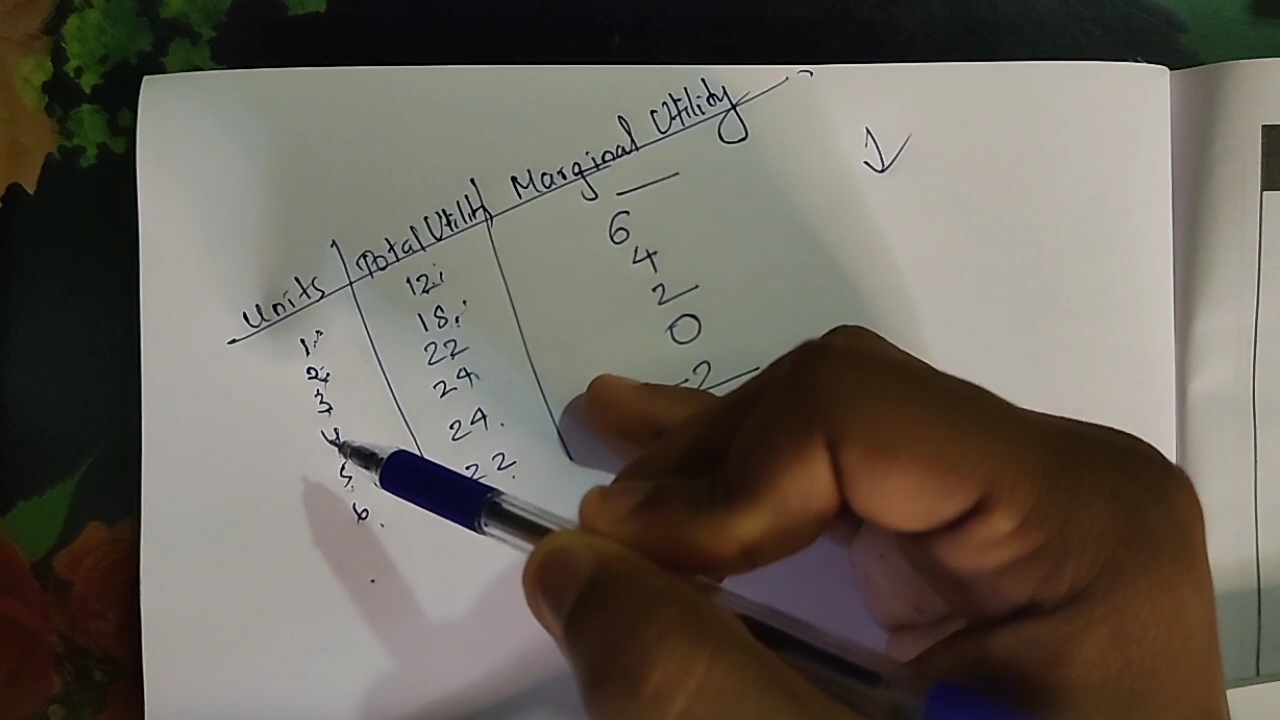 Units Total Utility Marginal Utility
1. 12 —
2. 18. 6
3 22 4
4 24 2
5. 24. 0
6. 22. -2